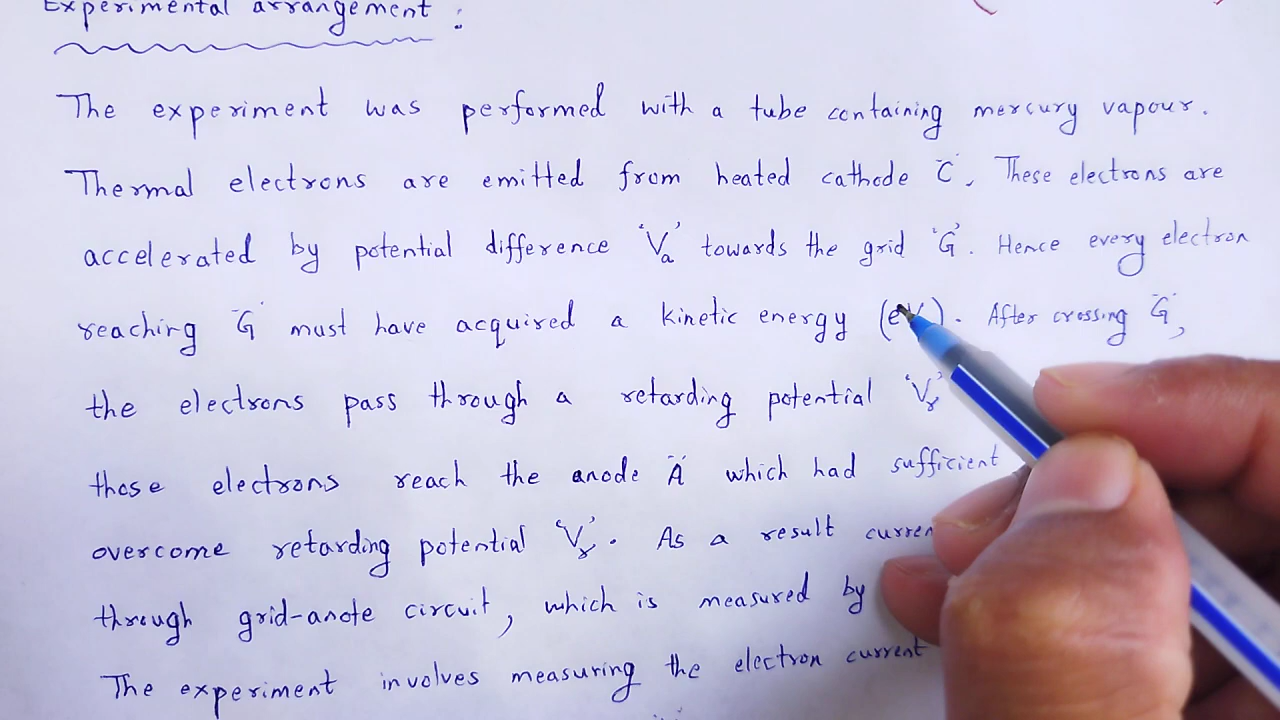 Experimental arrangement :
The experiment was performed with a tube containing mercury vapour.
Thermal electrons are emitted from heated cathode 'C'. These electrons are
accelerated by potential difference 'Va' towards the grid 'G'. Hence every electron
reaching 'G' must have acquired a kinetic energy (eV). After crossing 'G',
the electrons pass through a retarding potential 'Vr'
those electrons reach the anode 'A' which had sufficient
overcome retarding potential 'Vr'. As a result
through grid-anote circuit, which is measured by
The experiment involves measuring the electron current